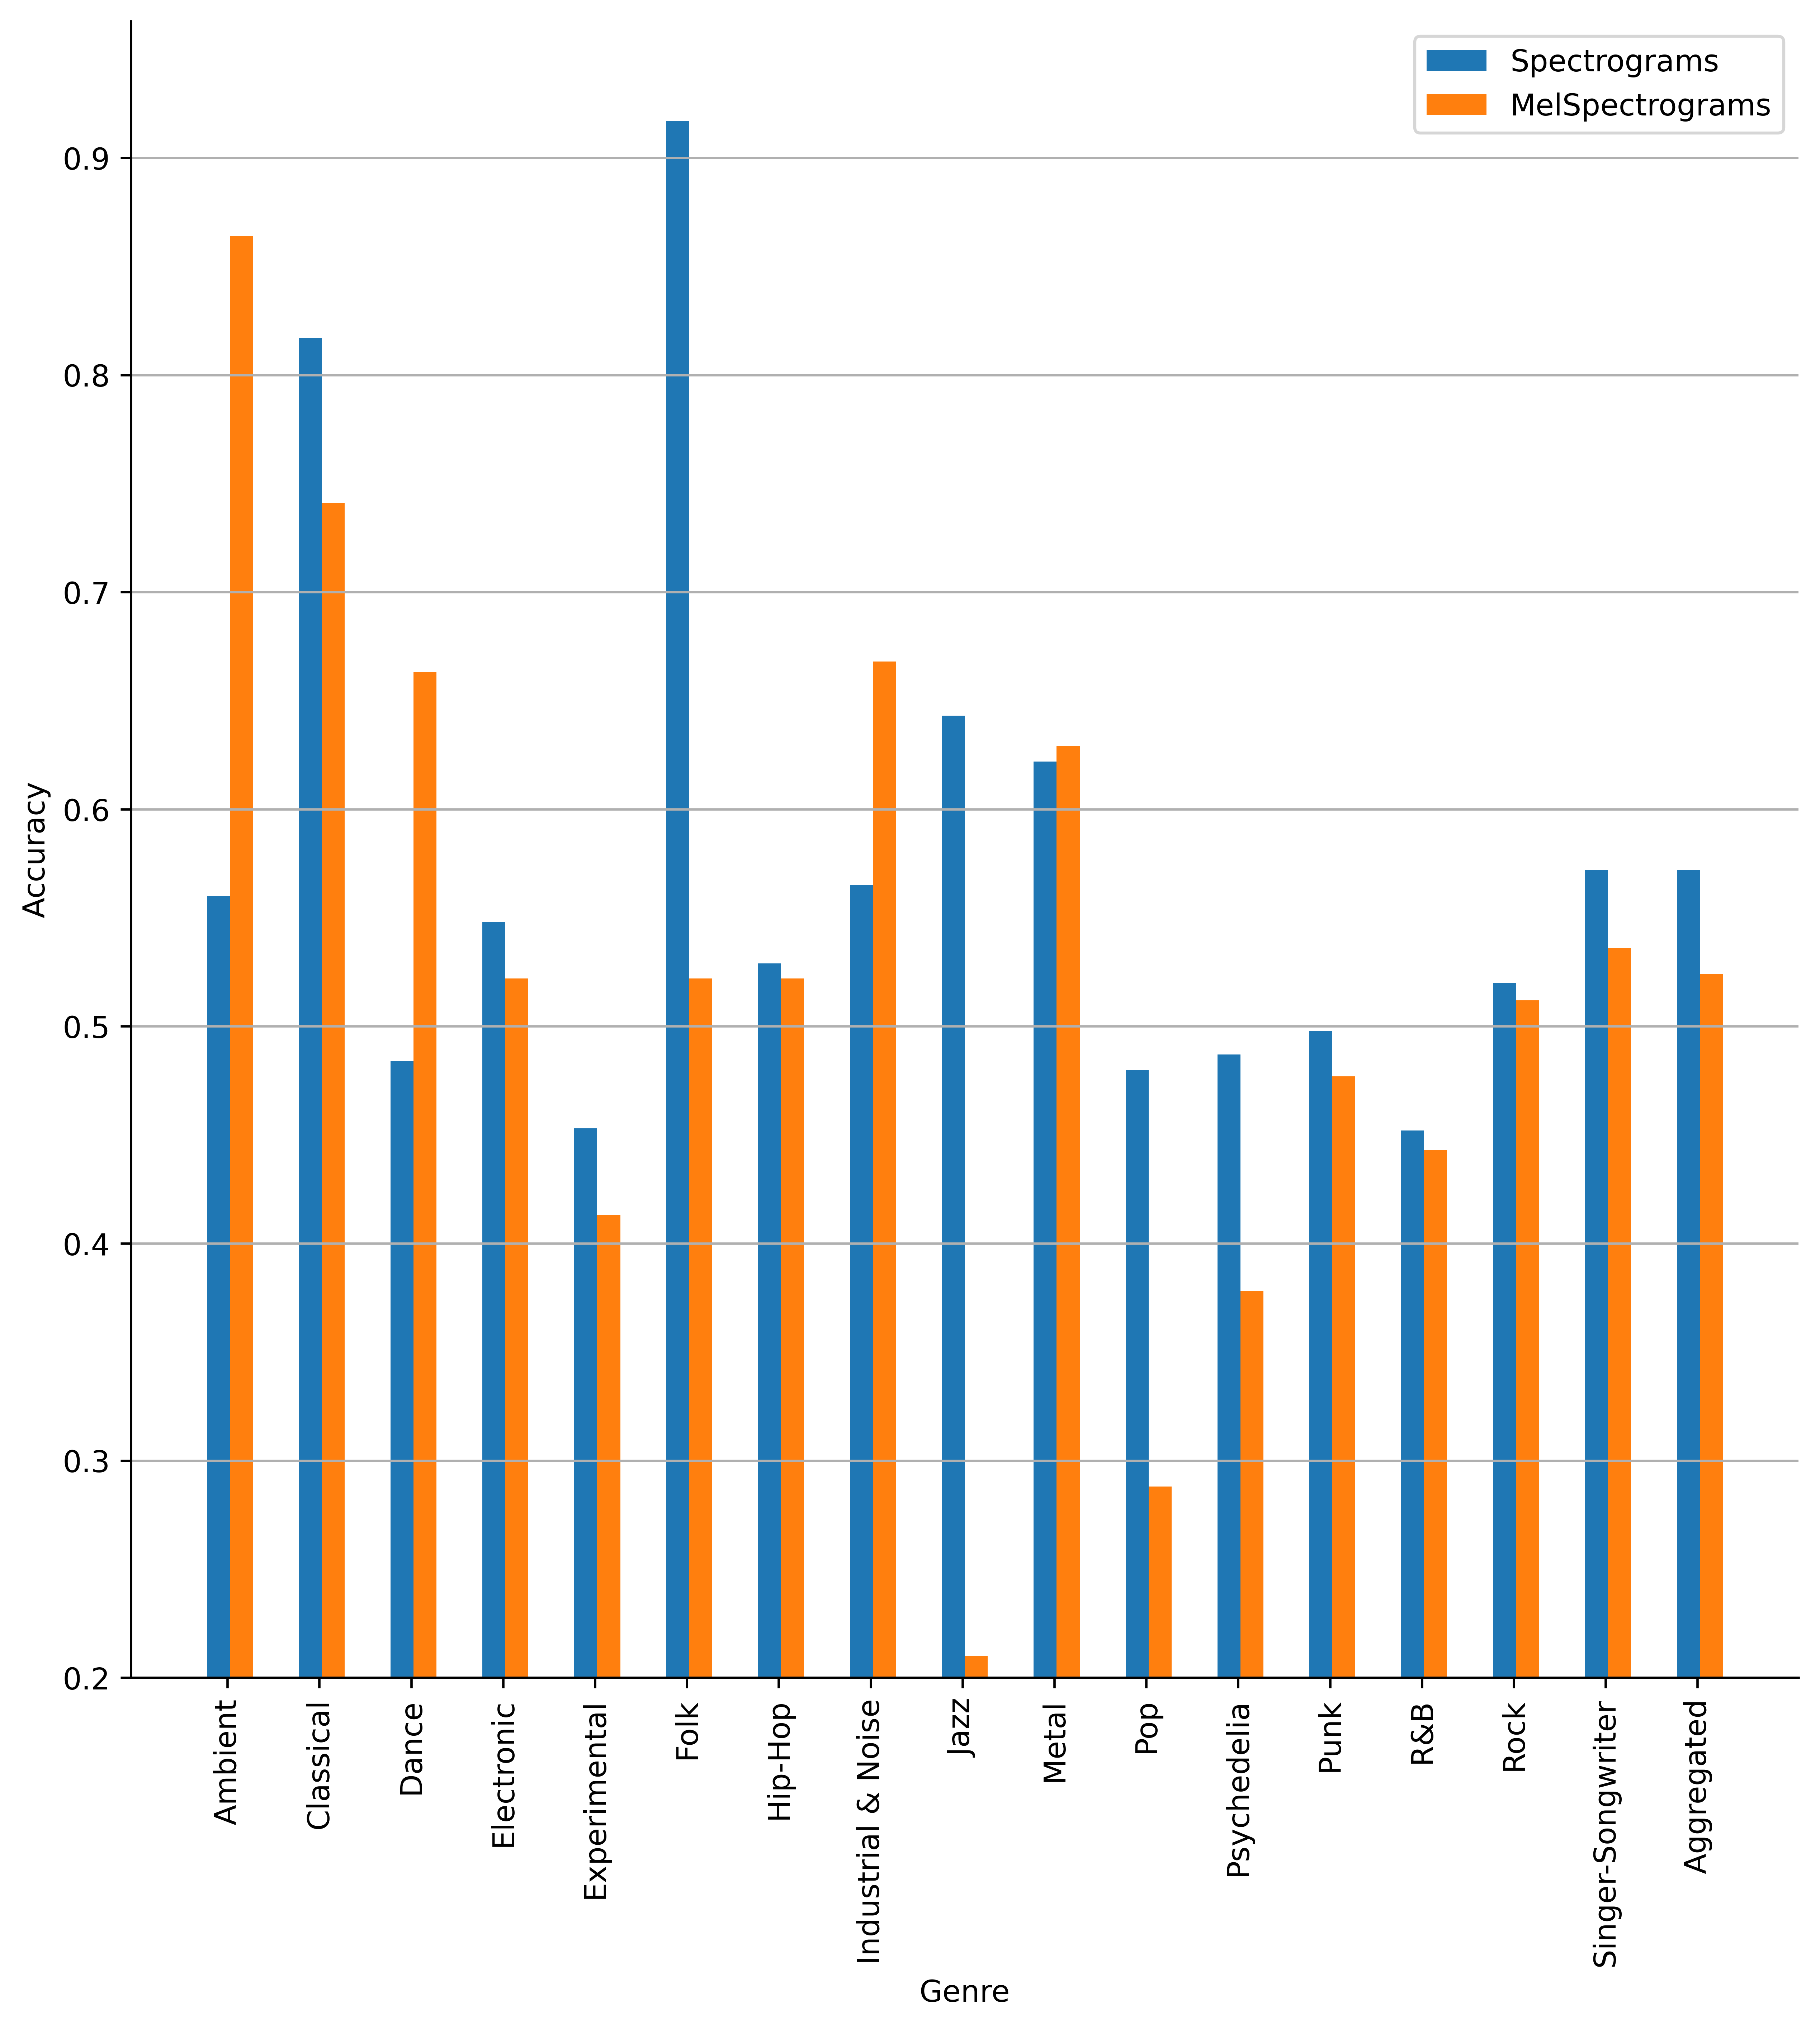 Spectrograms
MelSpectrograms
0.9
0.8
0.7
0.6
0.5
0.4
0.3
0.2
Accuracy
Ambient
Classical
Dance
Electronic
Experimental
Folk
Hip-Hop
Industrial & Noise
Jazz
Metal
Pop
Psychedelia
Punk
R&B
Rock
Singer-Songwriter
Aggregated
Genre